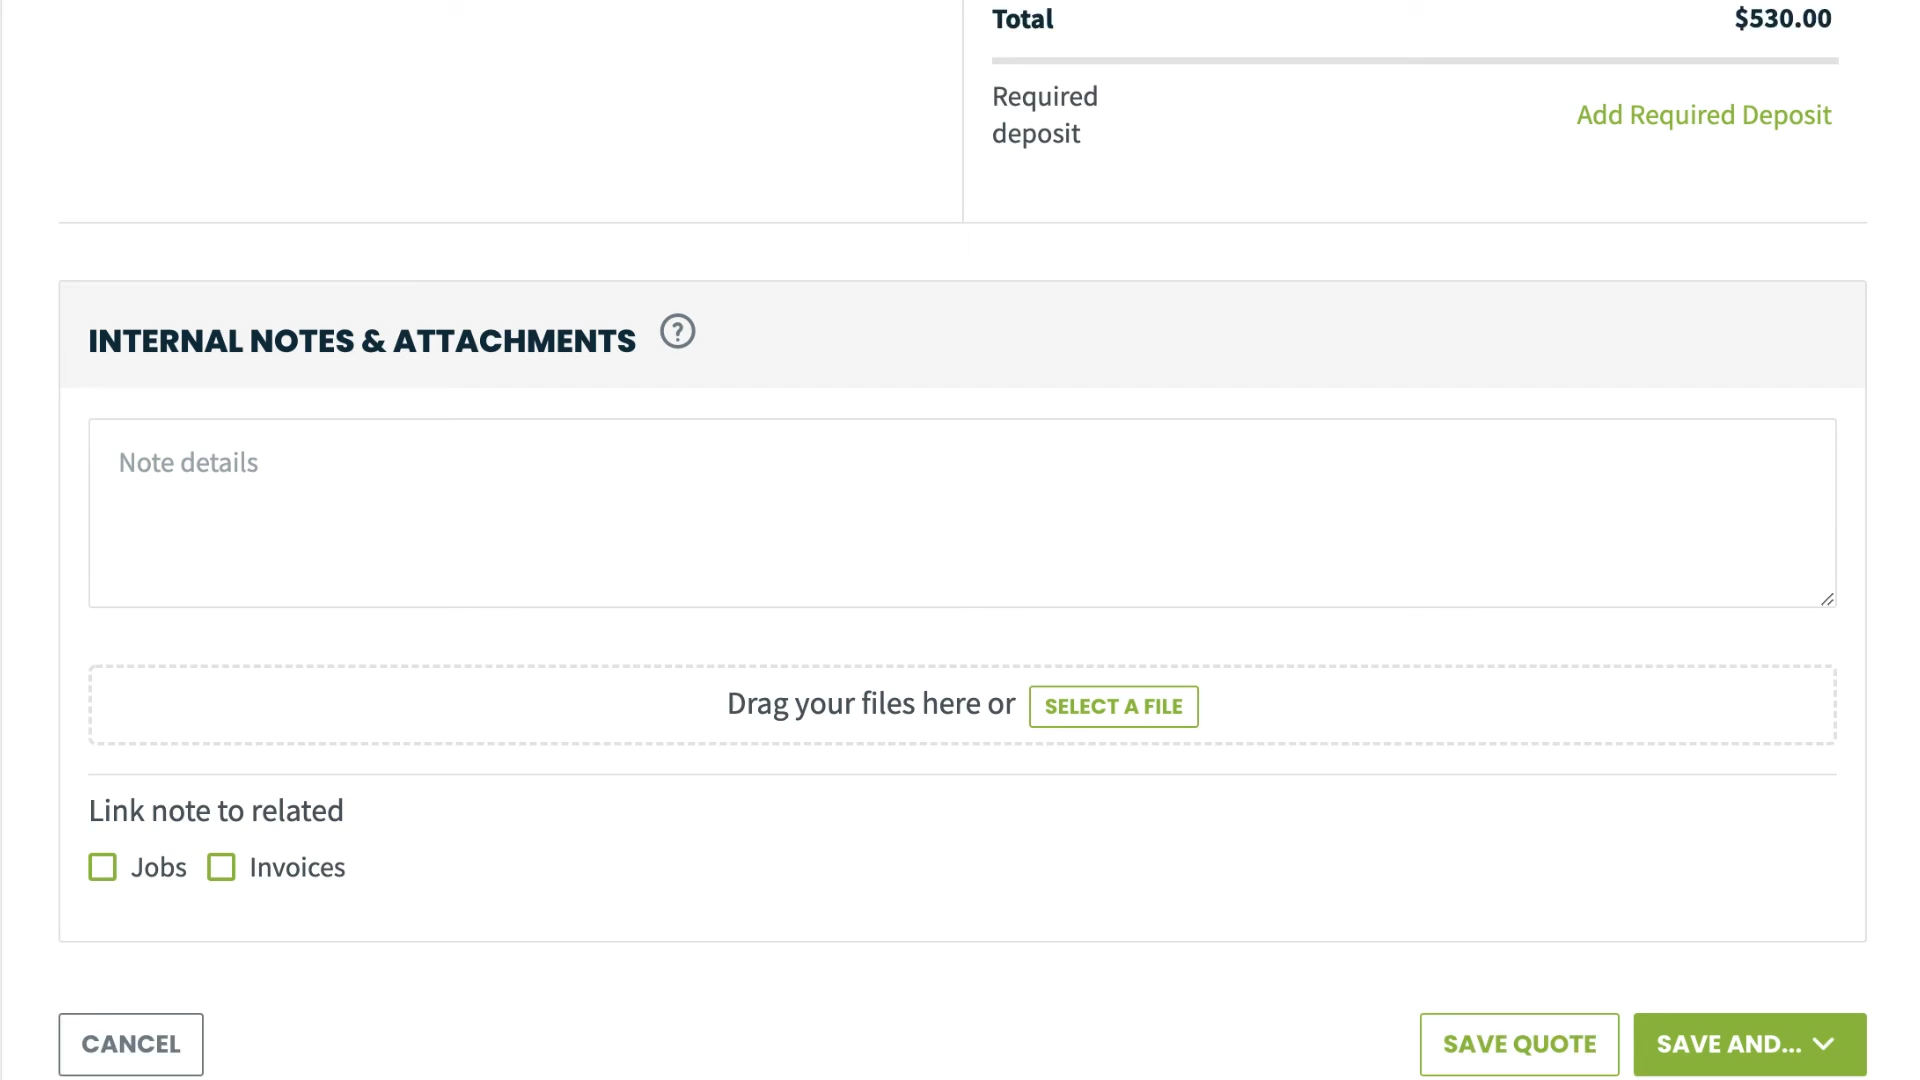 Total $530.00
Required
deposit
Add Required Deposit
INTERNAL NOTES & ATTACHMENTS ?
Note details
Drag your files here or SELECT A FILE
Link note to related
Jobs Invoices
CANCEL SAVE QUOTE SAVE AND...